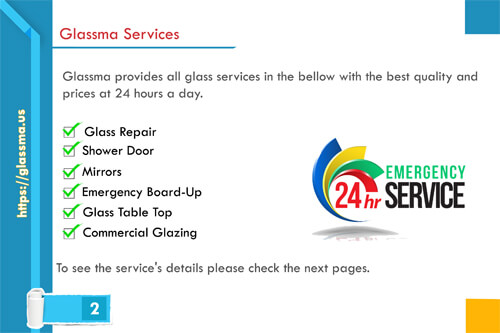 Glassma Services
Glassma provides all glass services in the bellow with the best quality and
prices at 24 hours a day.
Glass Repair
Shower Door
Mirrors
Emergency Board-Up
Glass Table Top
Commercial Glazing
24hr EMERGENCY
SERVICE
To see the service's details please check the next pages.
https://glassma.us
2